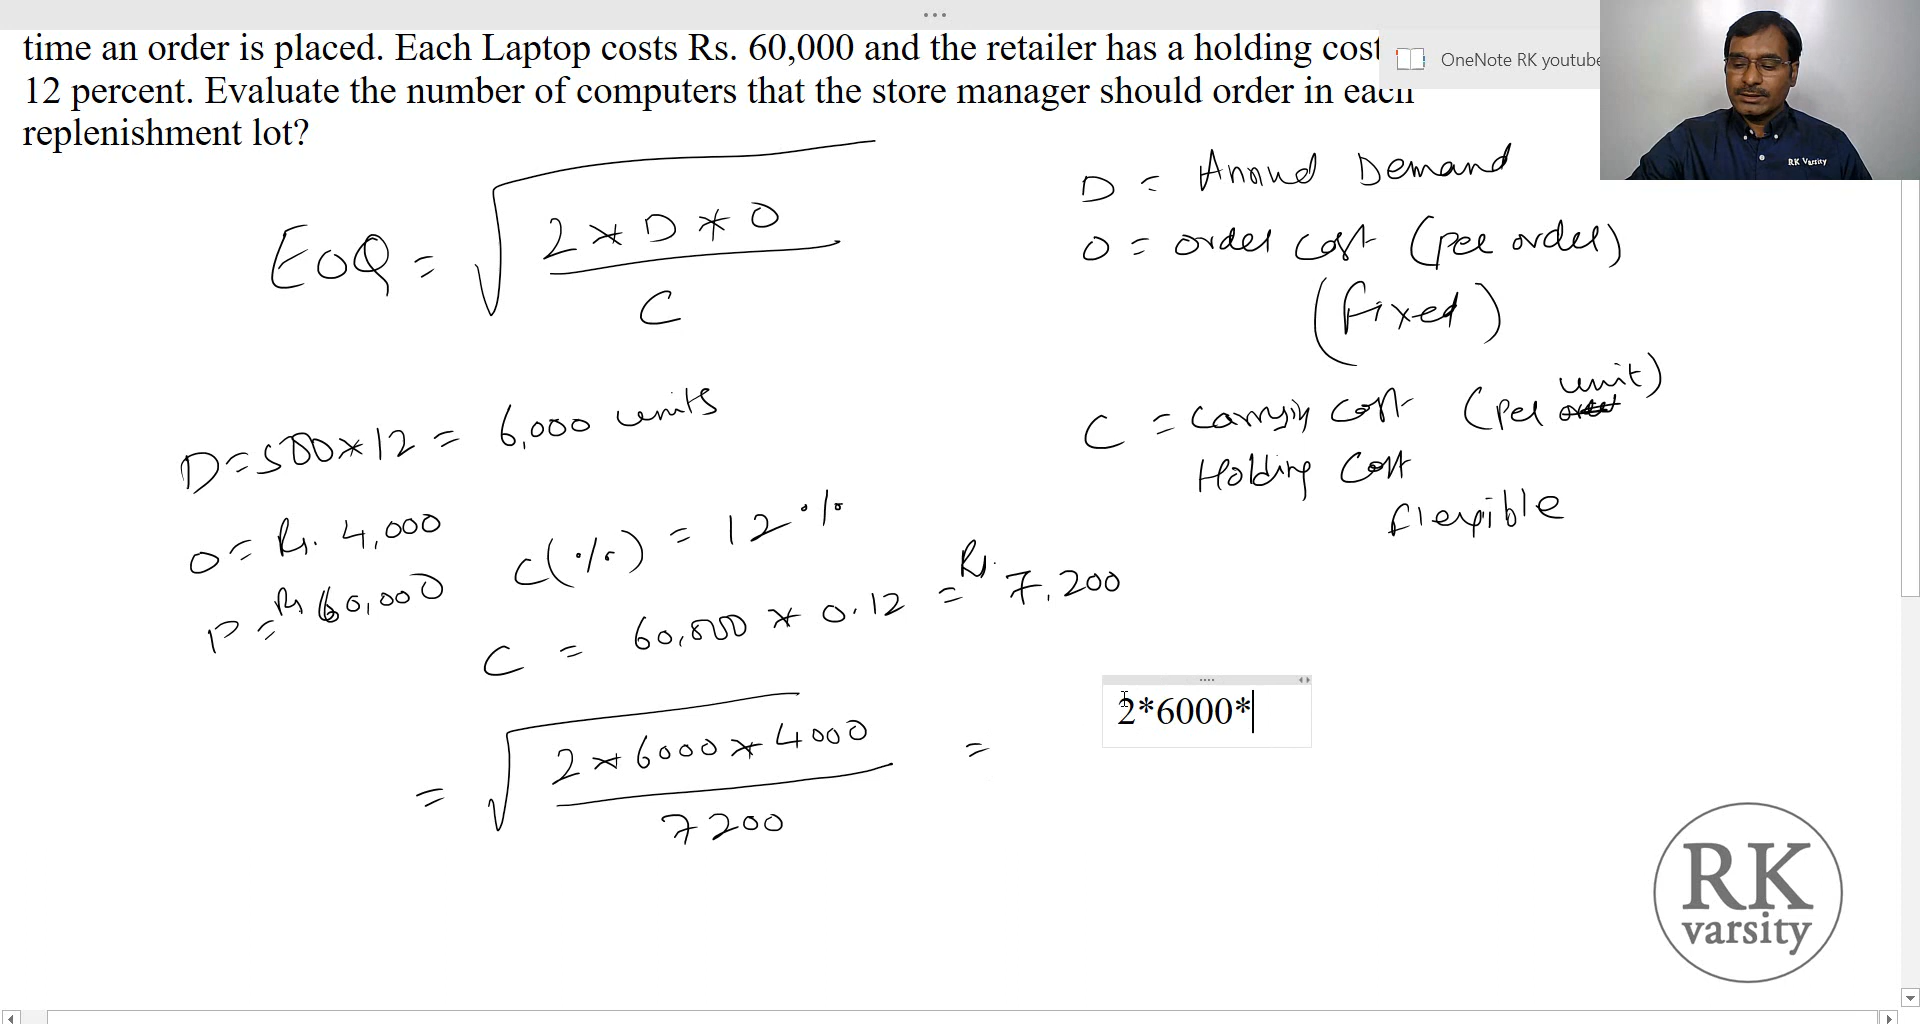 time an order is placed. Each Laptop costs Rs. 60,000 and the retailer has a holding cost
12 percent. Evaluate the number of computers that the store manager should order in each
replenishment lot?
OneNote RK youtube
RK Varsity
D = Annual Demand
O = order cost (per order)
(fixed)
EOQ = √ 2 * D * O
C
C = carrying cost (per unit)
Holding cost
flexible
D = 500 * 12 = 6,000 units
O = Rs. 4,000
C(%) = 12%
P = Rs 60,000
C = 60,000 * 0.12 = Rs. 7,200
2*6000*
= √ 2 * 6000 * 4000 =
7200
RK
varsity